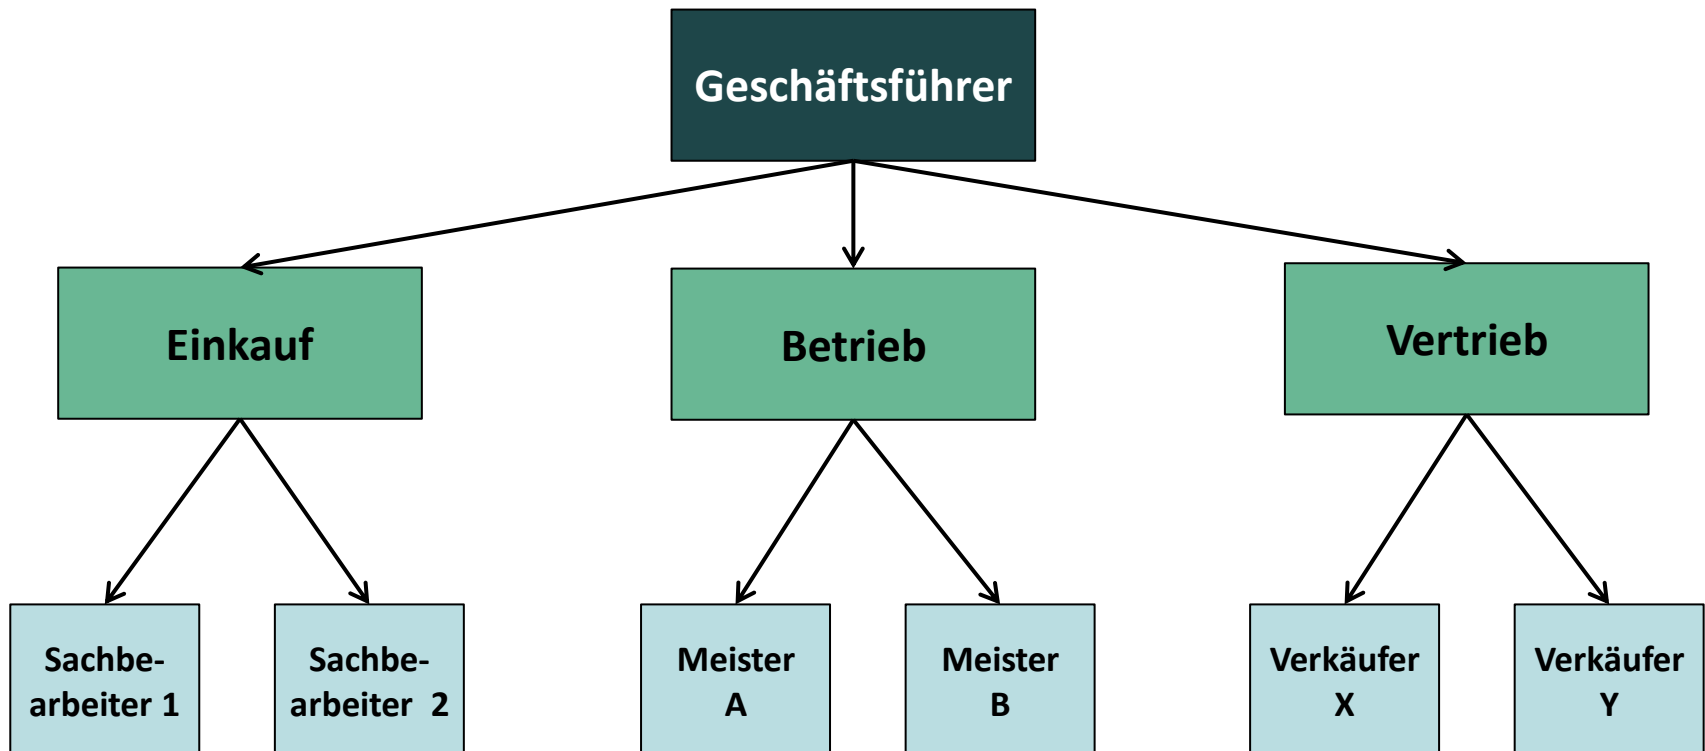 Geschäftsführer
Einkauf
Betrieb
Vertrieb
Sachbe-
arbeiter 1
Sachbe-
arbeiter 2
Meister
A
Meister
B
Verkäufer
X
Verkäufer
Y